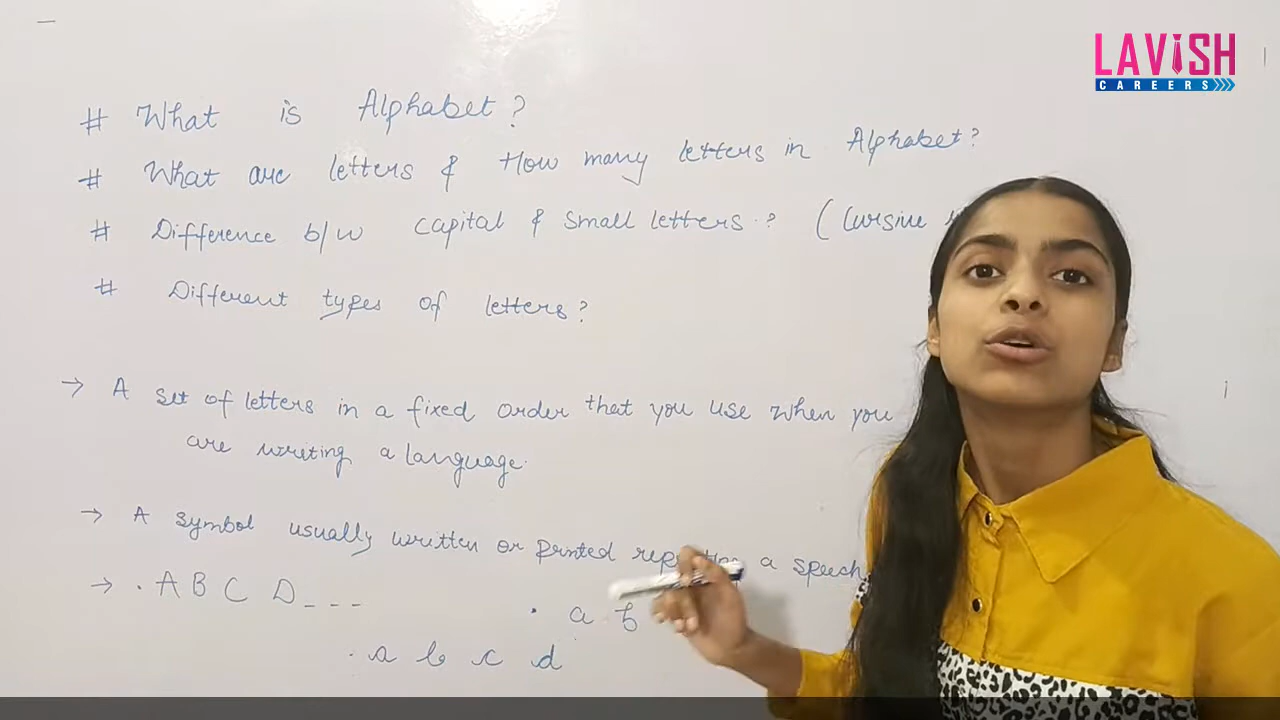 LAVISH
CAREERS
# What is Alphabet?
# What are letters & How many letters in Alphabet?
# Difference b/w capital & small letters? (Cursive
# Different types of letters?
→ A set of letters in a fixed order that you use when you
are writing a language.
→ A symbol usually written or printed a speech
→ . A B C D _ _ _
. a b
. a b c d